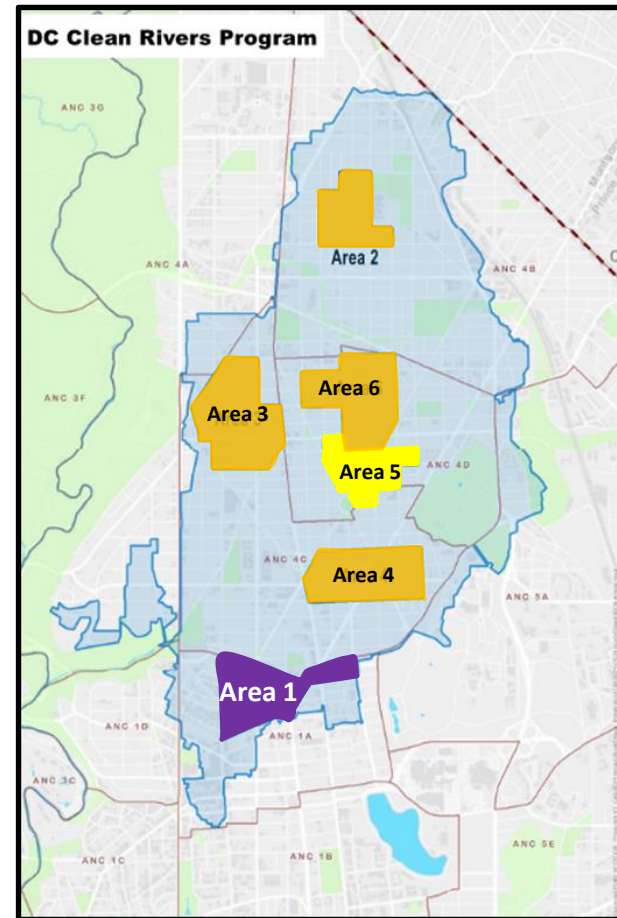 DC Clean Rivers Program
ANC 3G
Area 2
ANC 4A
ANC 4B
ANC 3F
Area 3
Area 6
Area 5
ANC 4D
ANC 4C
Area 4
ANC 5A
Area 1
ANC 1D
ANC 1A
ANC 1C
ANC 1B
ANC 5E